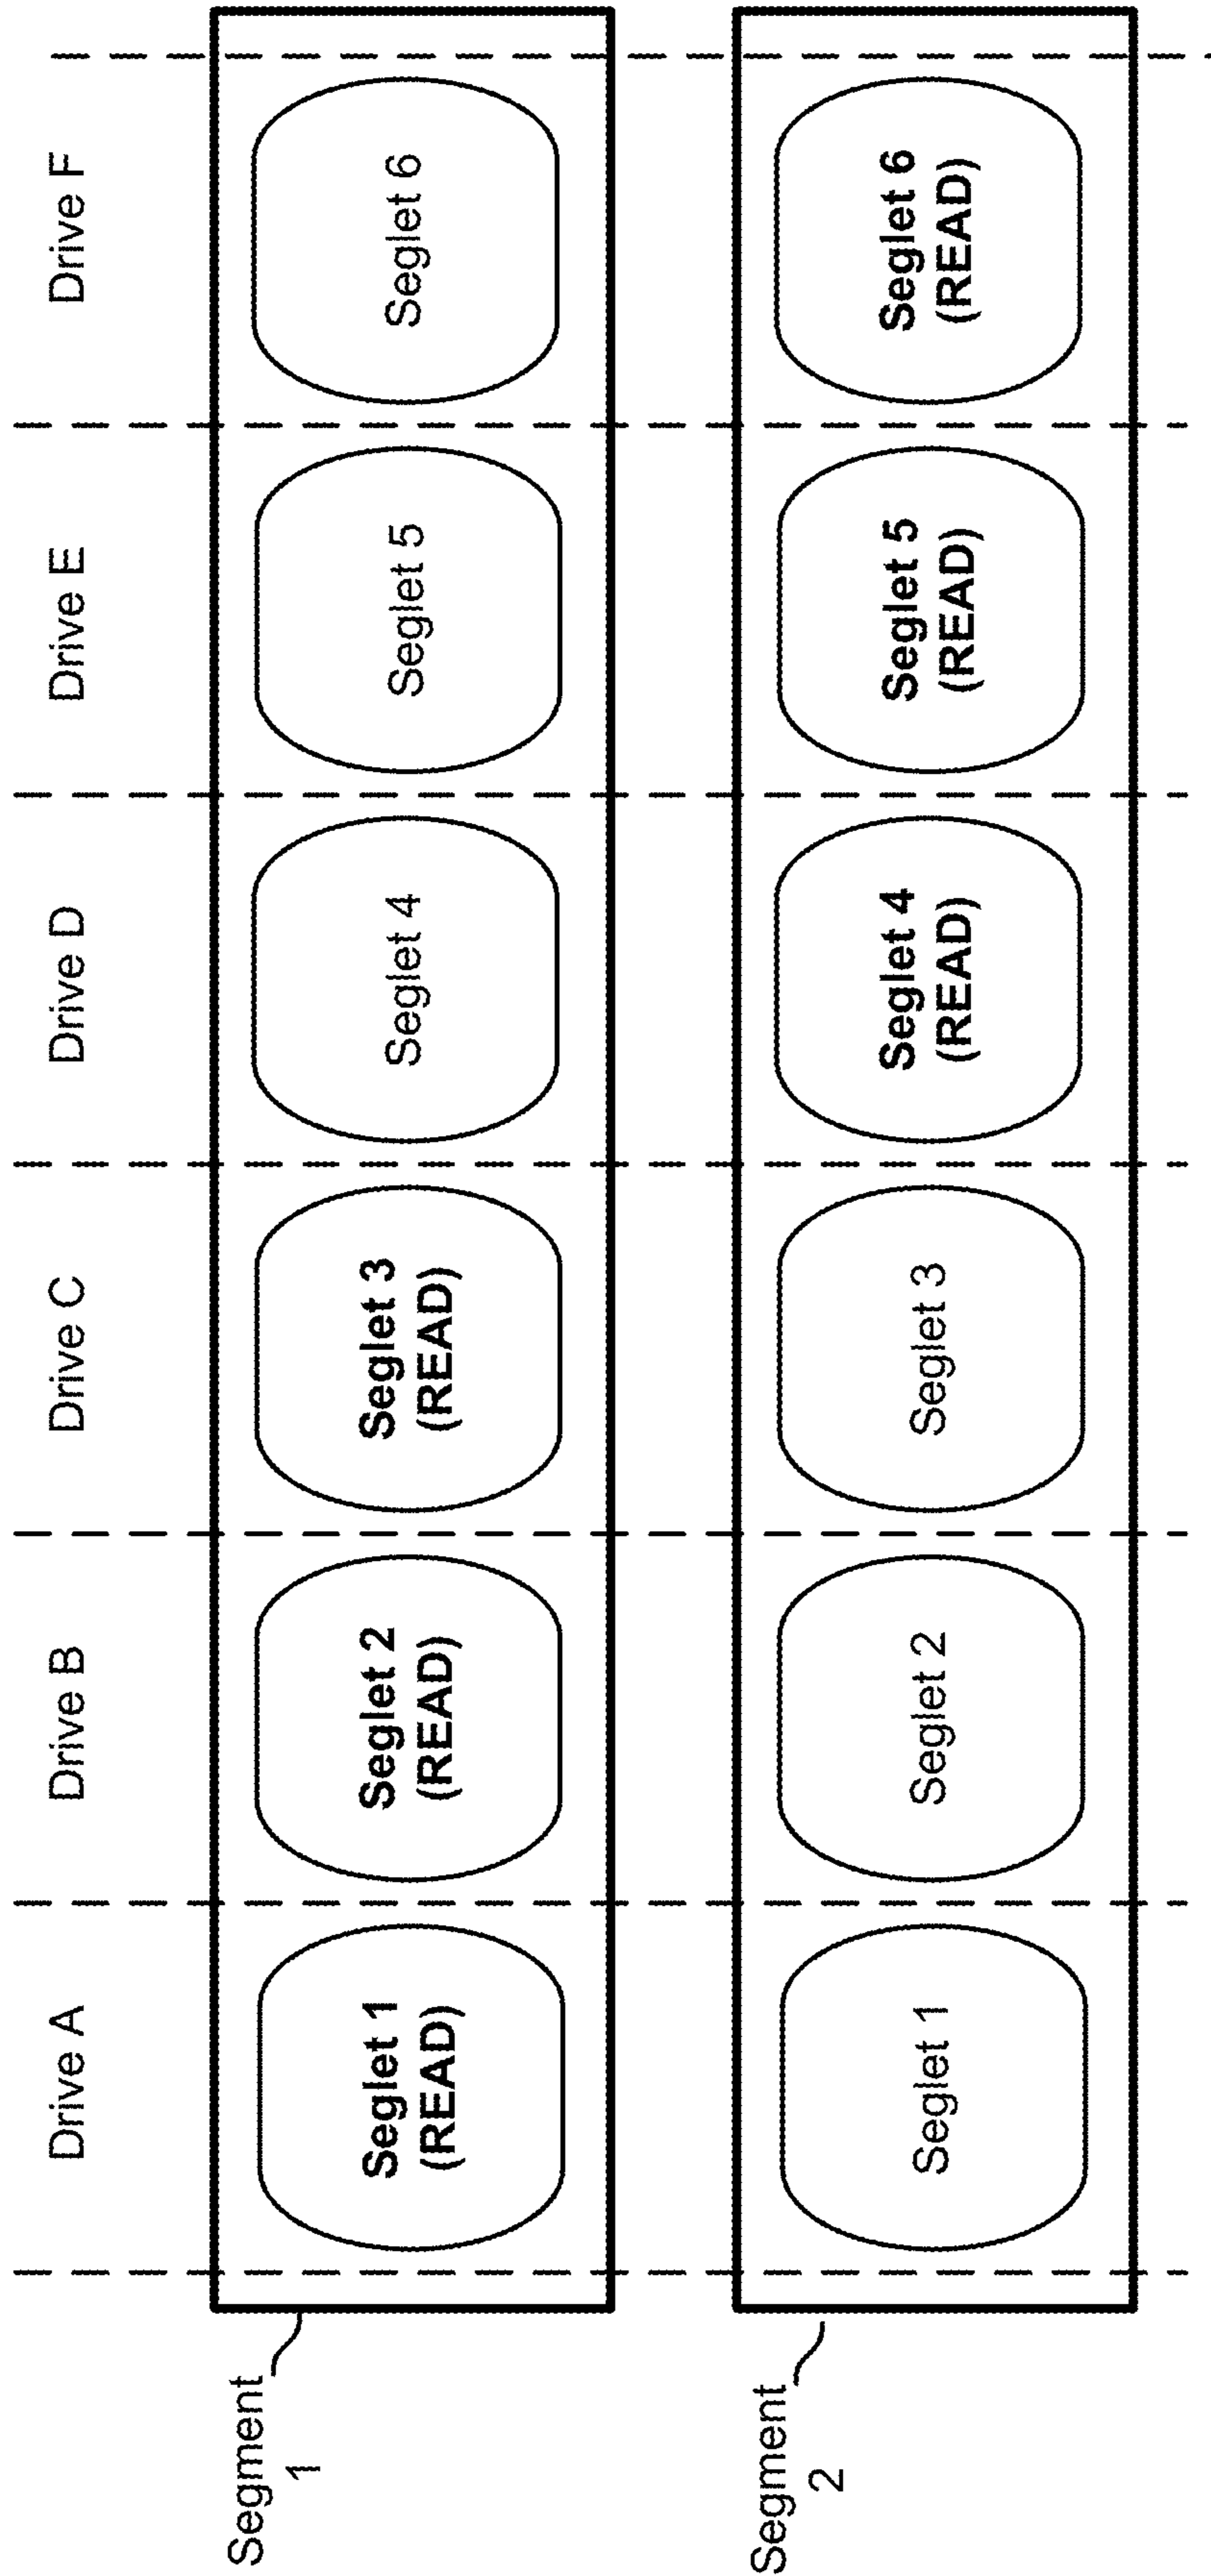 Drive A
Drive B
Drive C
Drive D
Drive E
Drive F
Segment
1
Seglet 1
(READ)
Seglet 2
(READ)
Seglet 3
(READ)
Seglet 4
Seglet 5
Seglet 6
Segment
2
Seglet 1
Seglet 2
Seglet 3
Seglet 4
(READ)
Seglet 5
(READ)
Seglet 6
(READ)